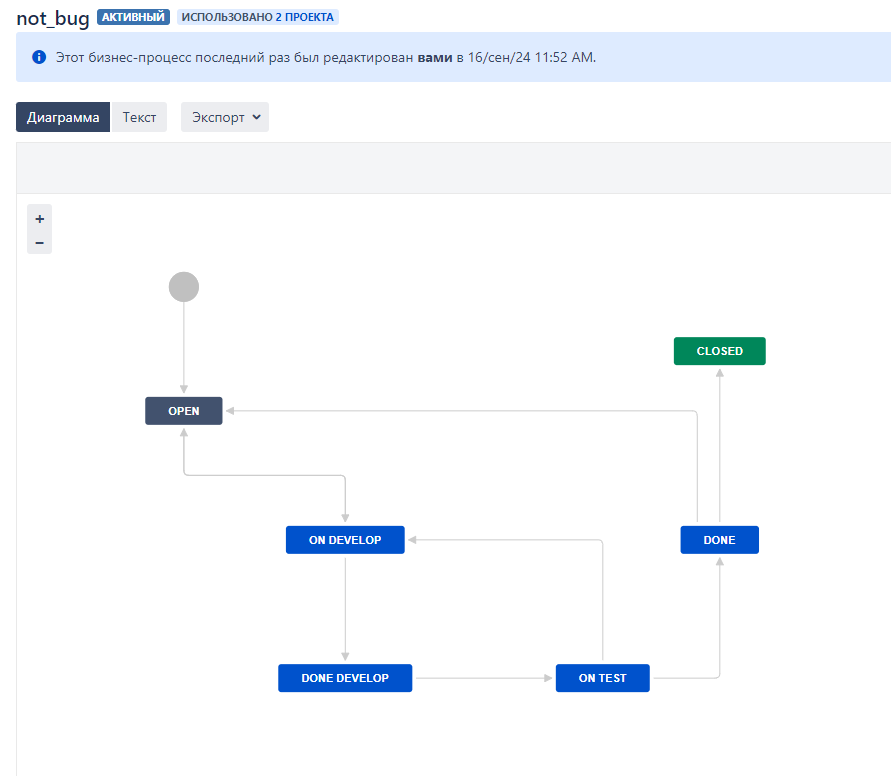 not_bug АКТИВНЫЙ ИСПОЛЬЗОВАНО 2 ПРОЕКТА
Этот бизнес-процесс последний раз был редактирован вами в 16/сен/24 11:52 AM.
Диаграмма Текст Экспорт
+
−
CLOSED
OPEN
ON DEVELOP
DONE
DONE DEVELOP
ON TEST